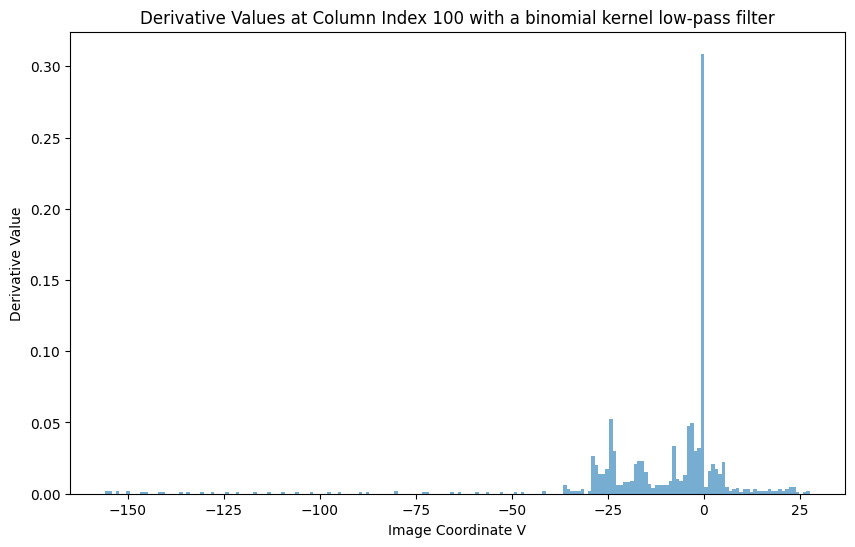 Derivative Values at Column Index 100 with a binomial kernel low-pass filter
Derivative Value
0.30
0.25
0.20
0.15
0.10
0.05
0.00
−150 −125 −100 −75 −50 −25 0 25
Image Coordinate V